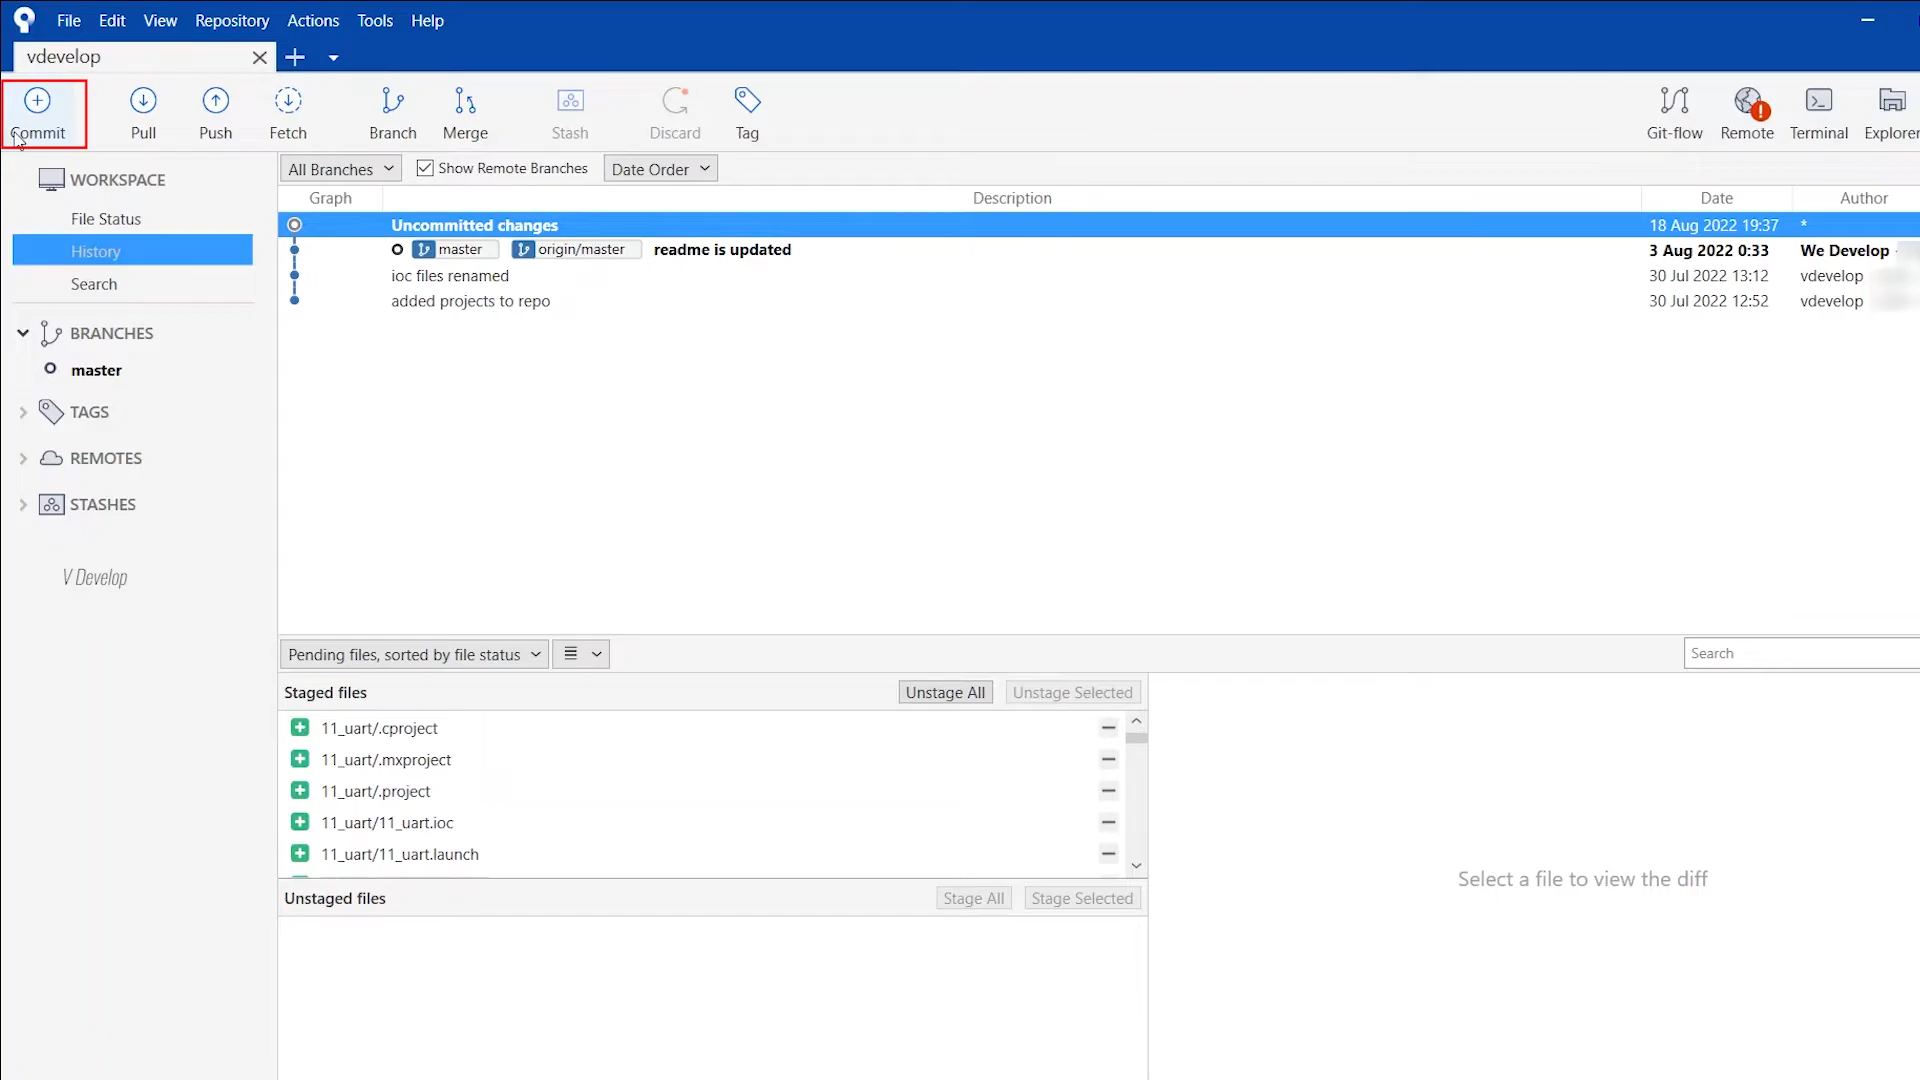 File Edit View Repository Actions Tools Help
vdevelop
Commit Pull Push Fetch Branch Merge Stash Discard Tag Git-flow Remote Terminal Explorer
WORKSPACE
File Status
History
Search
BRANCHES
master
TAGS
REMOTES
STASHES
V Develop
All Branches Show Remote Branches Date Order
Graph Description Date Author
Uncommitted changes 18 Aug 2022 19:37 *
master origin/master readme is updated 3 Aug 2022 0:33 We Develop
ioc files renamed 30 Jul 2022 13:12 vdevelop
added projects to repo 30 Jul 2022 12:52 vdevelop
Pending files, sorted by file status Search
Staged files Unstage All Unstage Selected
11_uart/.cproject
11_uart/.mxproject
11_uart/.project
11_uart/11_uart.ioc
11_uart/11_uart.launch
Unstaged files Stage All Stage Selected
Select a file to view the diff